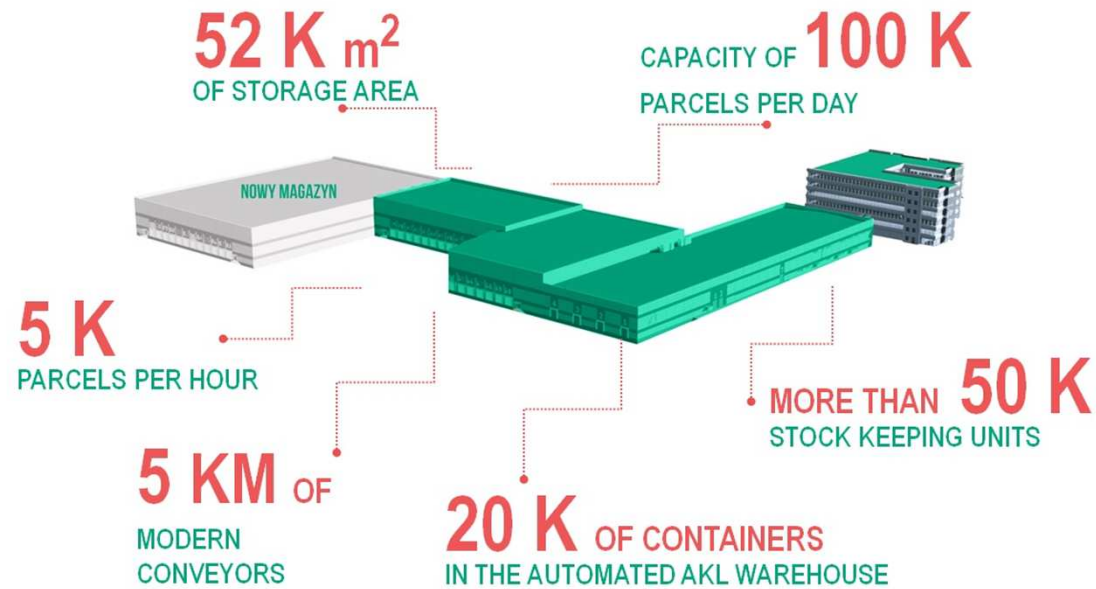 52 K m²
OF STORAGE AREA
CAPACITY OF 100 K
PARCELS PER DAY
NOWY MAGAZYN
5 K
PARCELS PER HOUR
MORE THAN 50 K
STOCK KEEPING UNITS
5 KM OF
MODERN
CONVEYORS
20 K OF CONTAINERS
IN THE AUTOMATED AKL WAREHOUSE